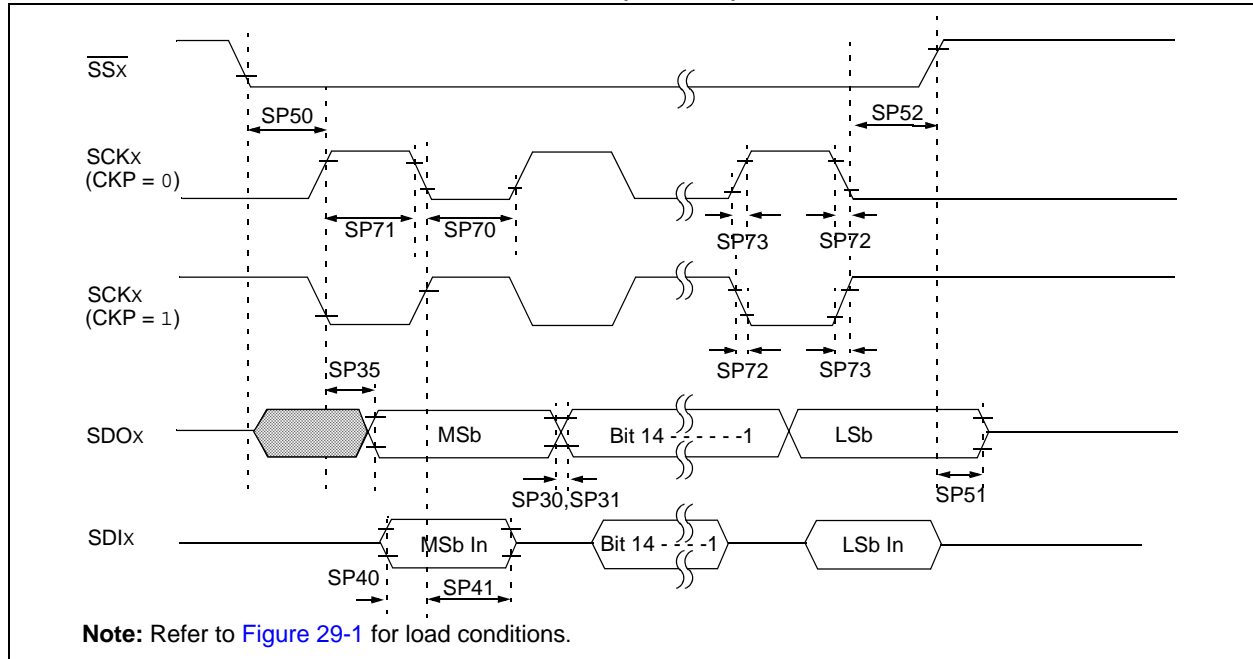 SSx
SP50
SP52
SCKx
(CKP = 0)
SP71
SP70
SP73
SP72
SCKx
(CKP = 1)
SP72
SP73
SP35
SDOx
MSb
Bit 14 - - - - - -1
LSb
SP30,SP31
SP51
SDIx
MSb In
Bit 14 - - - -1
LSb In
SP40
SP41
Note: Refer to Figure 29-1 for load conditions.